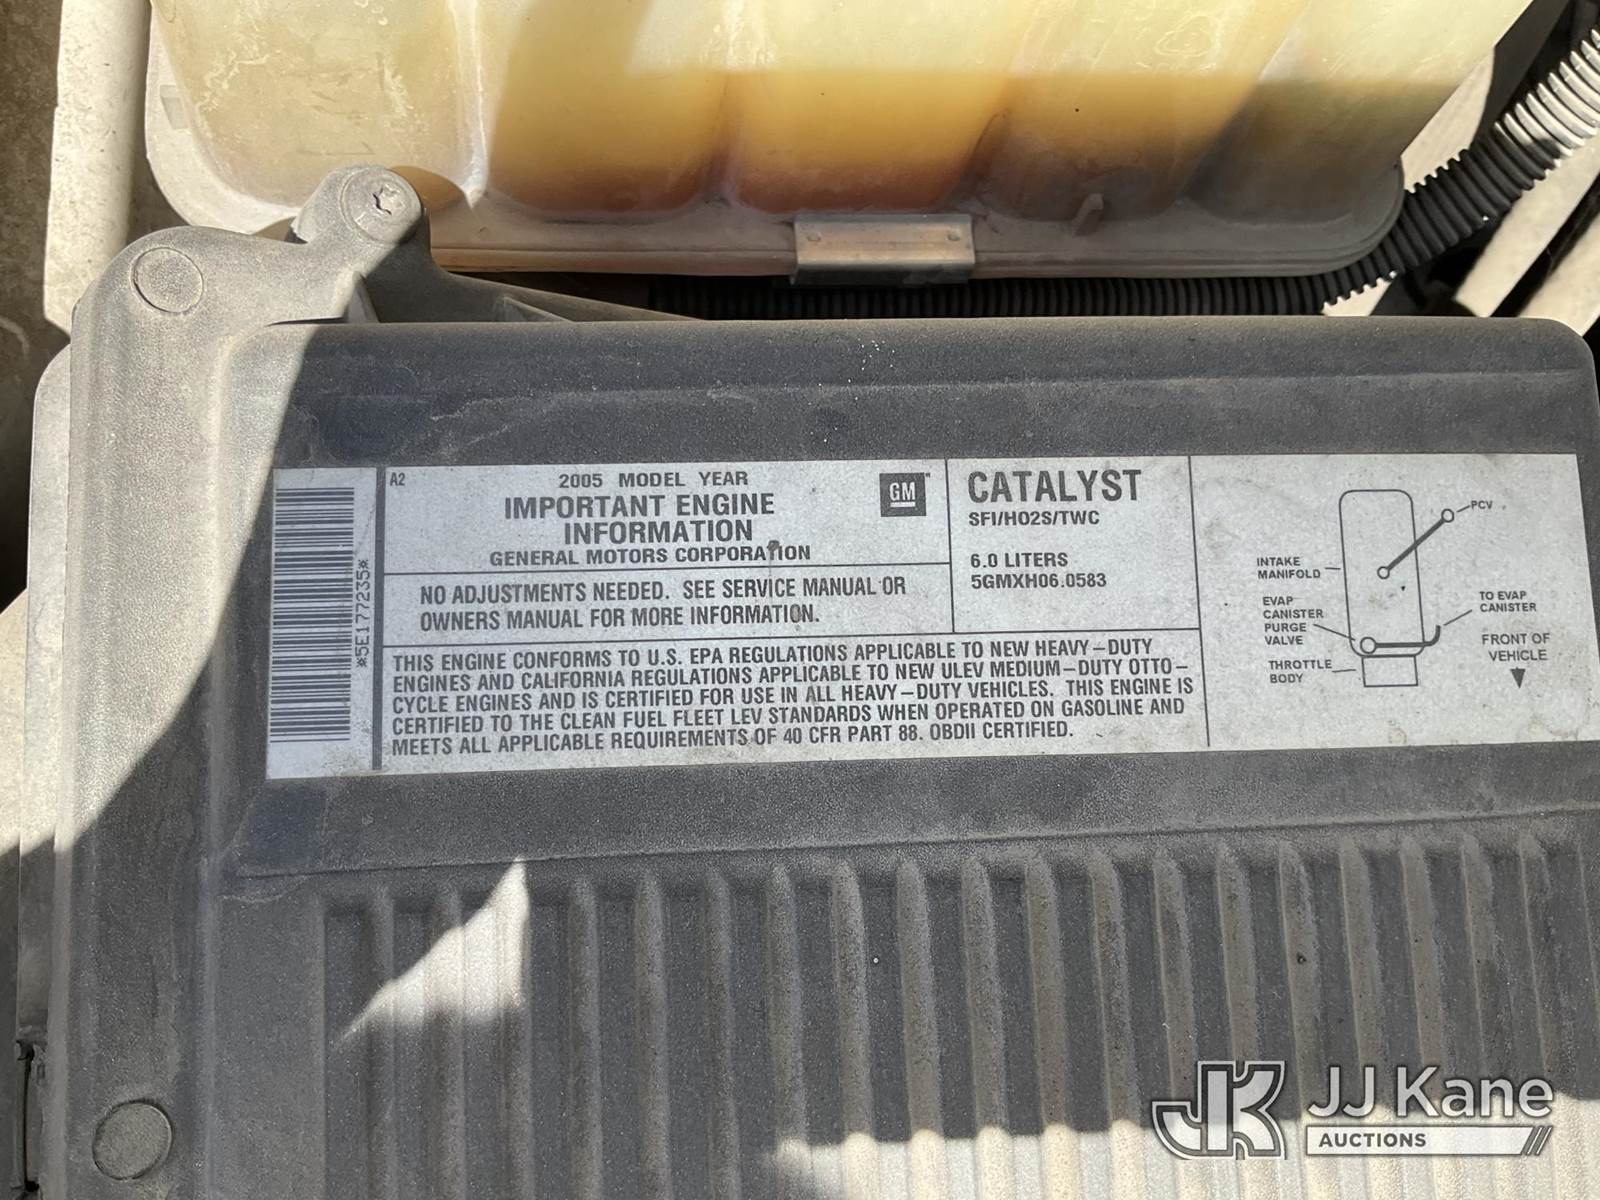 *5E177235*
A2
2005 MODEL YEAR
IMPORTANT ENGINE
INFORMATION
GENERAL MOTORS CORPORATION
GM
NO ADJUSTMENTS NEEDED. SEE SERVICE MANUAL OR
OWNERS MANUAL FOR MORE INFORMATION.
CATALYST
SFI/HO2S/TWC
6.0 LITERS
5GMXH06.0583
THIS ENGINE CONFORMS TO U.S. EPA REGULATIONS APPLICABLE TO NEW HEAVY-DUTY
ENGINES AND CALIFORNIA REGULATIONS APPLICABLE TO NEW ULEV MEDIUM-DUTY OTTO-
CYCLE ENGINES AND IS CERTIFIED FOR USE IN ALL HEAVY-DUTY VEHICLES. THIS ENGINE IS
CERTIFIED TO THE CLEAN FUEL FLEET LEV STANDARDS WHEN OPERATED ON GASOLINE AND
MEETS ALL APPLICABLE REQUIREMENTS OF 40 CFR PART 88. OBDII CERTIFIED.
PCV
INTAKE
MANIFOLD
EVAP
CANISTER
PURGE
VALVE
THROTTLE
BODY
TO EVAP
CANISTER
FRONT OF
VEHICLE
JK JJ Kane
AUCTIONS